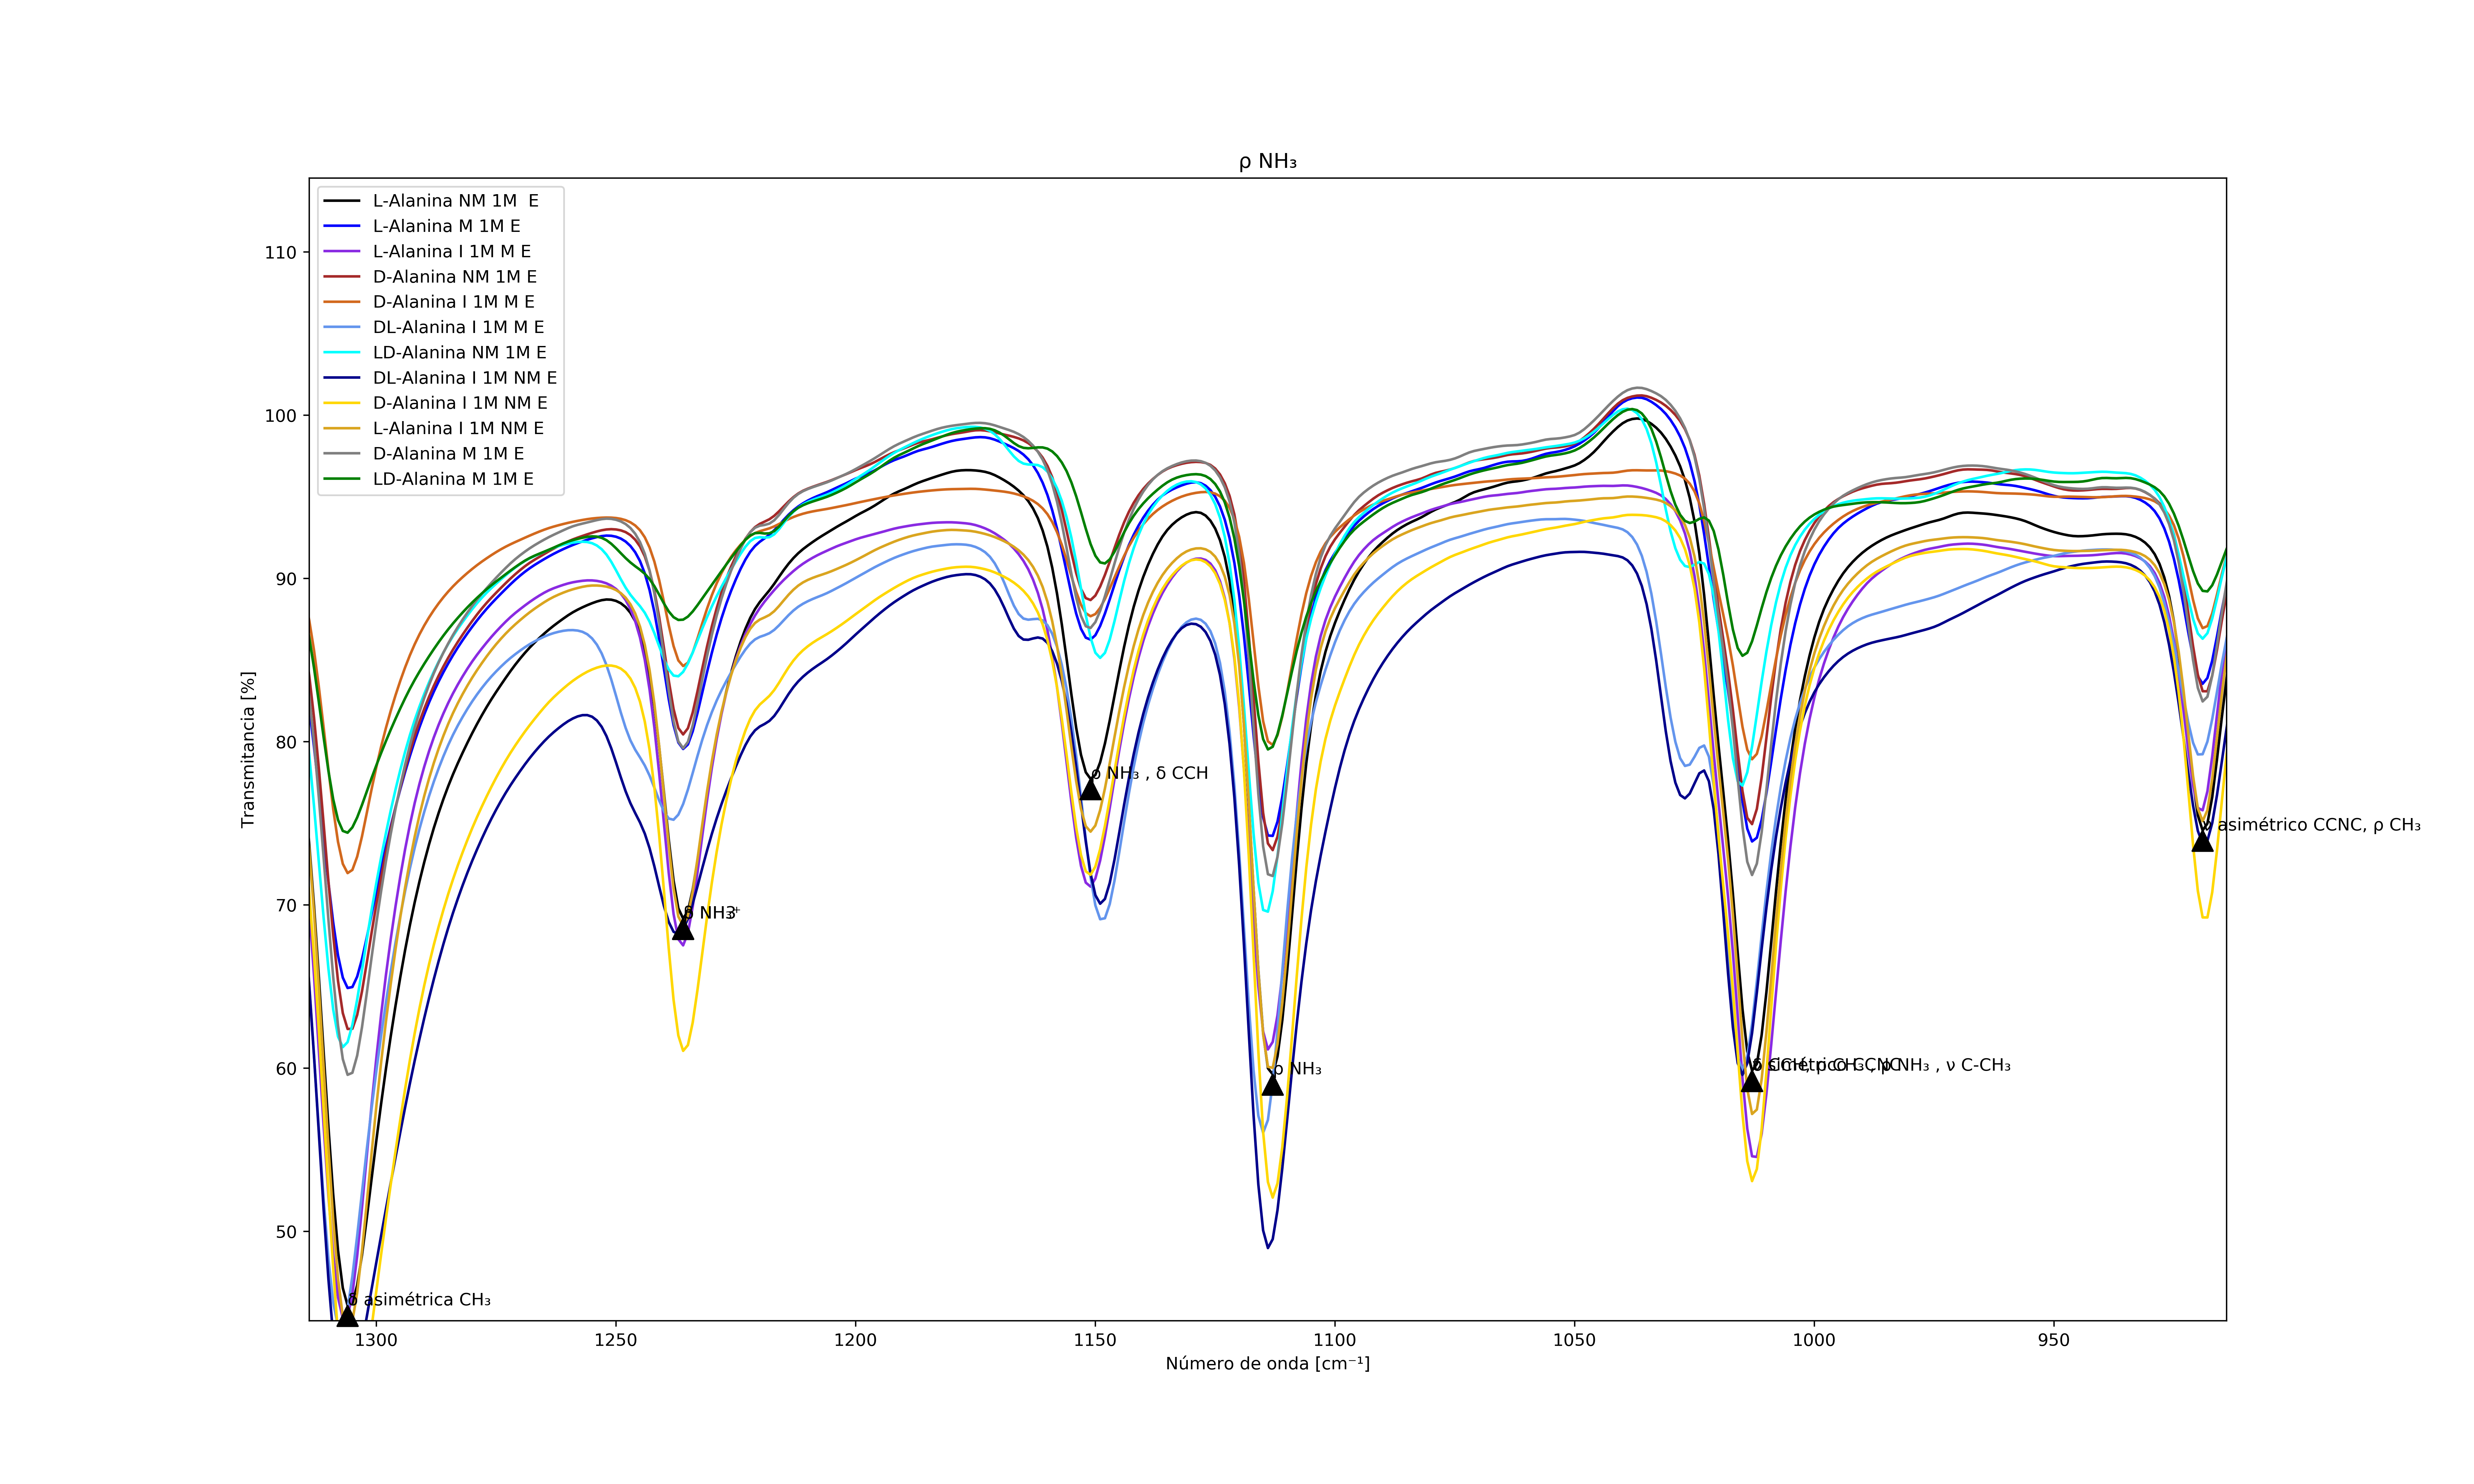 ρ NH₃
L-Alanina NM 1M  E
L-Alanina M 1M E
L-Alanina I 1M M E
D-Alanina NM 1M E
D-Alanina I 1M M E
DL-Alanina I 1M M E
LD-Alanina NM 1M E
DL-Alanina I 1M NM E
D-Alanina I 1M NM E
L-Alanina I 1M NM E
D-Alanina M 1M E
LD-Alanina M 1M E
110
100
90
80
70
60
50
Transmitancia [%]
ρ NH₃ , δ CCH
ν asimétrico CCNC, ρ CH₃
ρ NH₃
NH₃ , ν C-CH₃
δ asimétrica CH₃
1300
1250
1200
1150
1100
1050
1000
950
Número de onda [cm⁻¹]